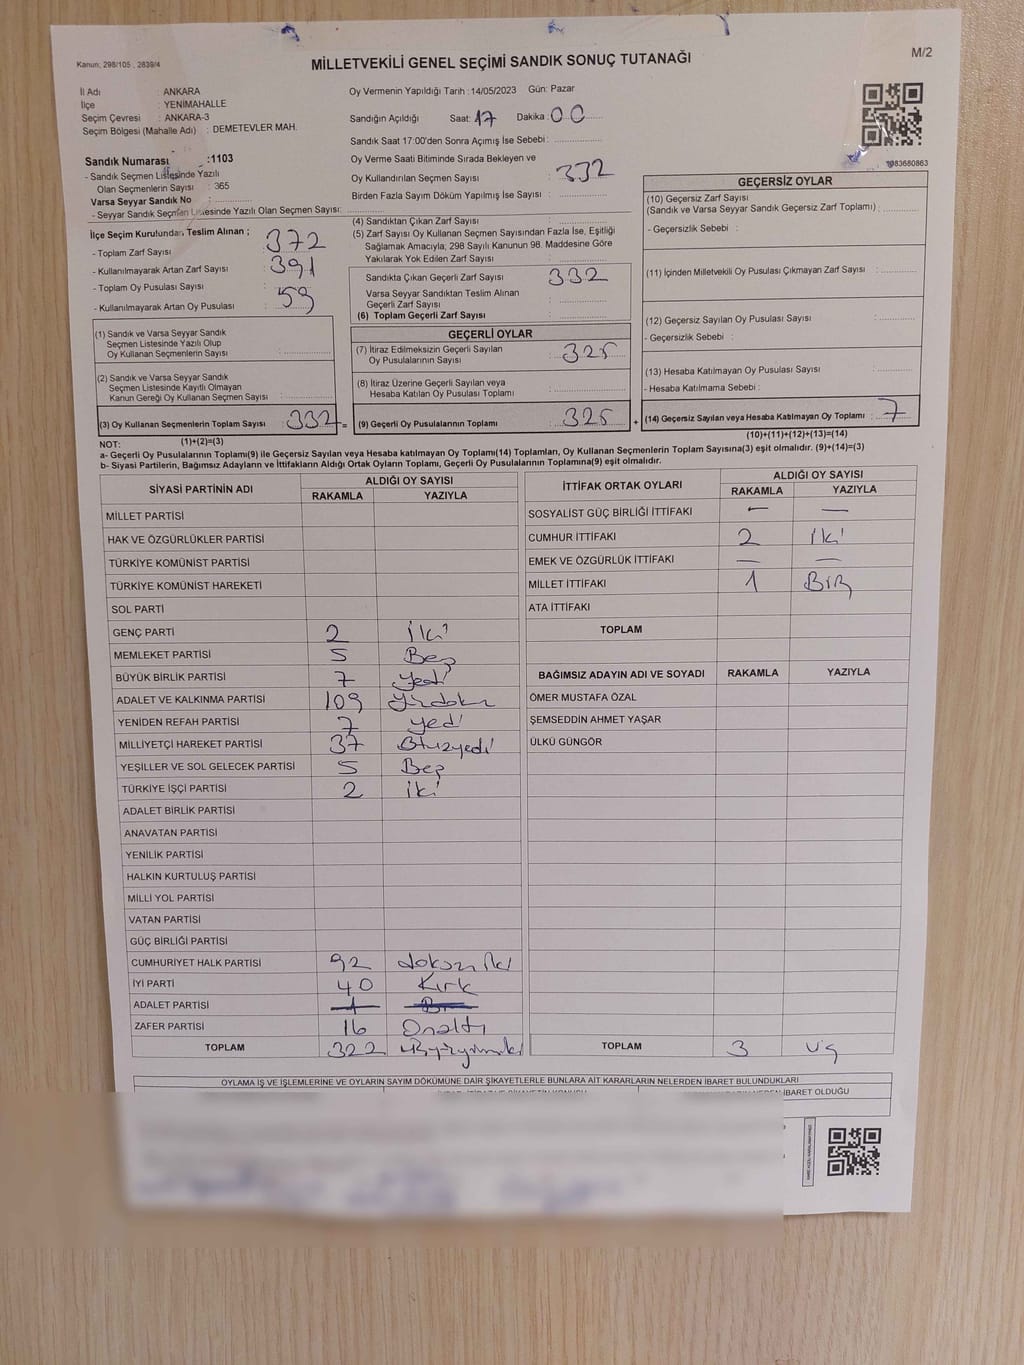 Kanun; 298/105 , 2839/4
MİLLETVEKİLİ GENEL SEÇİMİ SANDIK SONUÇ TUTANAĞI
M/2
İl Adı : ANKARA
İlçe : YENİMAHALLE
Seçim Çevresi : ANKARA-3
Seçim Bölgesi (Mahalle Adı) : DEMETEVLER MAH.
Sandık Numarası :1103
- Sandık Seçmen Listesinde Yazılı
Olan Seçmenlerin Sayısı : 365
Varsa Seyyar Sandık No
- Seyyar Sandık Seçmen Listesinde Yazılı Olan Seçmen Sayısı:
İlçe Seçim Kurulundan Teslim Alınan ;
- Toplam Zarf Sayısı : 372
- Kullanılmayarak Artan Zarf Sayısı : 391
- Toplam Oy Pusulası Sayısı :
- Kullanılmayarak Artan Oy Pusulası : 59
(1) Sandık ve Varsa Seyyar Sandık
Seçmen Listesinde Yazılı Olup
Oy Kullanan Seçmenlerin Sayısı :
(2) Sandık ve Varsa Seyyar Sandık
Seçmen Listesinde Kayıtlı Olmayan
Kanun Gereği Oy Kullanan Seçmen Sayısı :
(3) Oy Kullanan Seçmenlerin Toplam Sayısı : 332 =
Oy Vermenin Yapıldığı Tarih : 14/05/2023 Gün: Pazar
Sandığın Açıldığı Saat: 17 Dakika : 00
Sandık Saat 17:00'den Sonra Açımış İse Sebebi :
Oy Verme Saati Bitiminde Sırada Bekleyen ve
Oy Kullandırılan Seçmen Sayısı : 332
Birden Fazla Sayım Döküm Yapılmış İse Sayısı :
(4) Sandıktan Çıkan Zarf Sayısı :
(5) Zarf Sayısı Oy Kullanan Seçmen Sayısından Fazla İse, Eşitliği
Sağlamak Amacıyla; 298 Sayılı Kanunun 98. Maddesine Göre
Yakılarak Yok Edilen Zarf Sayısı :
Sandıkta Çıkan Geçerli Zarf Sayısı : 332
Varsa Seyyar Sandıktan Teslim Alınan
Geçerli Zarf Sayısı :
(6) Toplam Geçerli Zarf Sayısı :
GEÇERLİ OYLAR
(7) İtiraz Edilmeksizin Geçerli Sayılan
Oy Pusulalarının Sayısı : 325
(8) İtiraz Üzerine Geçerli Sayılan veya
Hesaba Katılan Oy Pusulası Toplamı :
(9) Geçerli Oy Pusulalarının Toplamı : 325 +
1083660863
GEÇERSİZ OYLAR
(10) Geçersiz Zarf Sayısı
(Sandık ve Varsa Seyyar Sandık Geçersiz Zarf Toplamı) :
- Geçersizlik Sebebi :
(11) İçinden Milletvekili Oy Pusulası Çıkmayan Zarf Sayısı :
(12) Geçersiz Sayılan Oy Pusulası Sayısı :
- Geçersizlik Sebebi :
(13) Hesaba Katılmayan Oy Pusulası Sayısı :
- Hesaba Katılmama Sebebi :
(14) Geçersiz Sayılan veya Hesaba Katılmayan Oy Toplamı : 7
NOT: (1)+(2)=(3) (10)+(11)+(12)+(13)=(14)
a- Geçerli Oy Pusulalarının Toplamı(9) ile Geçersiz Sayılan veya Hesaba katılmayan Oy Toplamı(14) Toplamları, Oy Kullanan Seçmenlerin Toplam Sayısına(3) eşit olmalıdır. (9)+(14)=(3)
b- Siyasi Partilerin, Bağımsız Adayların ve İttifakların Aldığı Ortak Oyların Toplamı, Geçerli Oy Pusulalarının Toplamına(9) eşit olmalıdır.
SİYASİ PARTİNİN ADI ALDIĞI OY SAYISI
RAKAMLA YAZIYLA
MİLLET PARTİSİ
HAK VE ÖZGÜRLÜKLER PARTİSİ
TÜRKİYE KOMÜNİST PARTİSİ
TÜRKİYE KOMÜNİST HAREKETİ
SOL PARTİ
GENÇ PARTİ 2 İki
MEMLEKET PARTİSİ 5 Beş
BÜYÜK BİRLİK PARTİSİ 7 yedi
ADALET VE KALKINMA PARTİSİ 109 yüzdokuz
YENİDEN REFAH PARTİSİ 7 yedi
MİLLİYETÇİ HAREKET PARTİSİ 37 Otuzyedi
YEŞİLLER VE SOL GELECEK PARTİSİ 5 Beş
TÜRKİYE İŞÇİ PARTİSİ 2 iki
ADALET BİRLİK PARTİSİ
ANAVATAN PARTİSİ
YENİLİK PARTİSİ
HALKIN KURTULUŞ PARTİSİ
MİLLİ YOL PARTİSİ
VATAN PARTİSİ
GÜÇ BİRLİĞİ PARTİSİ
CUMHURİYET HALK PARTİSİ 92 doksan iki
İYİ PARTİ 40 Kırk
ADALET PARTİSİ 1 Bir
ZAFER PARTİSİ 16 Onaltı
TOPLAM 322 üçyüzyirmiiki
İTTİFAK ORTAK OYLARI ALDIĞI OY SAYISI
RAKAMLA YAZIYLA
SOSYALİST GÜÇ BİRLİĞİ İTTİFAKI — —
CUMHUR İTTİFAKI 2 iki
EMEK VE ÖZGÜRLÜK İTTİFAKI — —
MİLLET İTTİFAKI 1 BİR
ATA İTTİFAKI
TOPLAM
BAĞIMSIZ ADAYIN ADI VE SOYADI RAKAMLA YAZIYLA
ÖMER MUSTAFA ÖZAL
ŞEMSEDDİN AHMET YAŞAR
ÜLKÜ GÜNGÖR
TOPLAM 3 üç
OYLAMA İŞ VE İŞLEMLERİNE VE OYLARIN SAYIM DÖKÜMÜNE DAİR ŞİKAYETLERLE BUNLARA AİT KARARLARIN NELERDEN İBARET BULUNDUKLARI
İBARET OLDUĞU